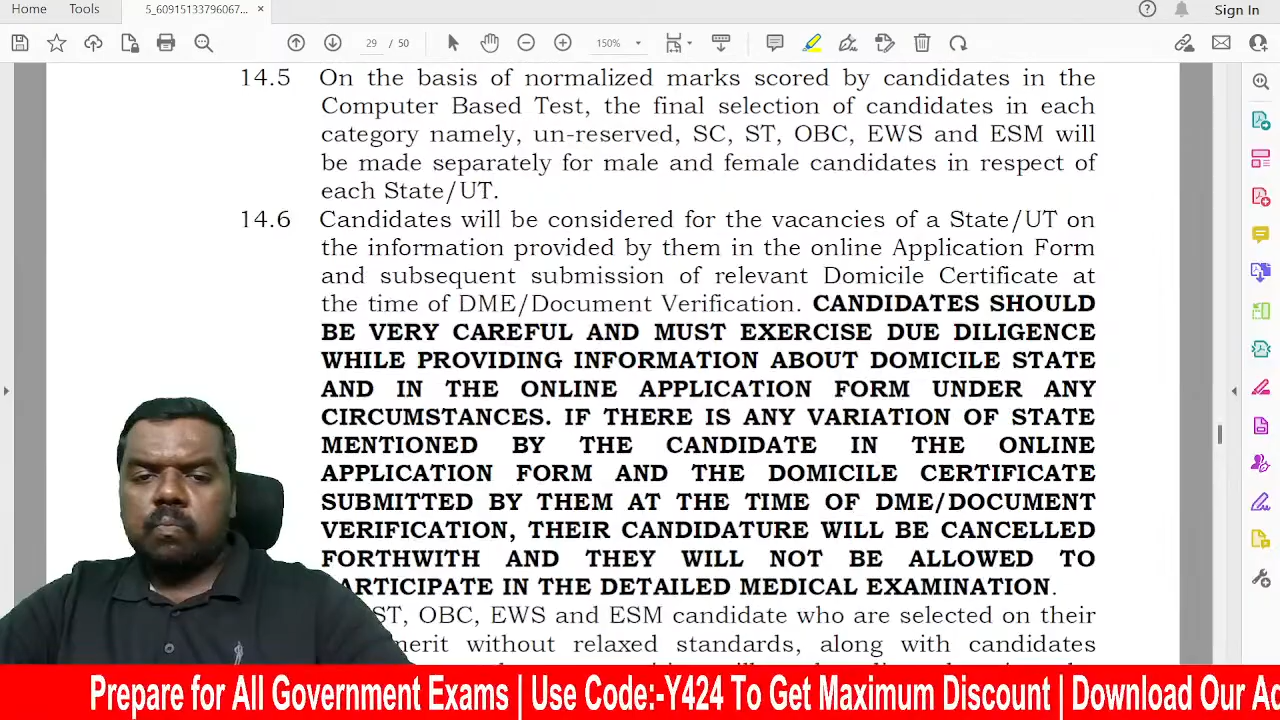 Home Tools 5_60915133796067... × Sign In
29 / 50 150%
14.5 On the basis of normalized marks scored by candidates in the
Computer Based Test, the final selection of candidates in each
category namely, un-reserved, SC, ST, OBC, EWS and ESM will
be made separately for male and female candidates in respect of
each State/UT.
14.6 Candidates will be considered for the vacancies of a State/UT on
the information provided by them in the online Application Form
and subsequent submission of relevant Domicile Certificate at
the time of DME/Document Verification. CANDIDATES SHOULD
BE VERY CAREFUL AND MUST EXERCISE DUE DILIGENCE
WHILE PROVIDING INFORMATION ABOUT DOMICILE STATE
AND IN THE ONLINE APPLICATION FORM UNDER ANY
CIRCUMSTANCES. IF THERE IS ANY VARIATION OF STATE
MENTIONED BY THE CANDIDATE IN THE ONLINE
APPLICATION FORM AND THE DOMICILE CERTIFICATE
SUBMITTED BY THEM AT THE TIME OF DME/DOCUMENT
VERIFICATION, THEIR CANDIDATURE WILL BE CANCELLED
FORTHWITH AND THEY WILL NOT BE ALLOWED TO
ARTICIPATE IN THE DETAILED MEDICAL EXAMINATION.
ST, OBC, EWS and ESM candidate who are selected on their
merit without relaxed standards, along with candidates
Prepare for All Government Exams | Use Code:-Y424 To Get Maximum Discount | Download Our Ad